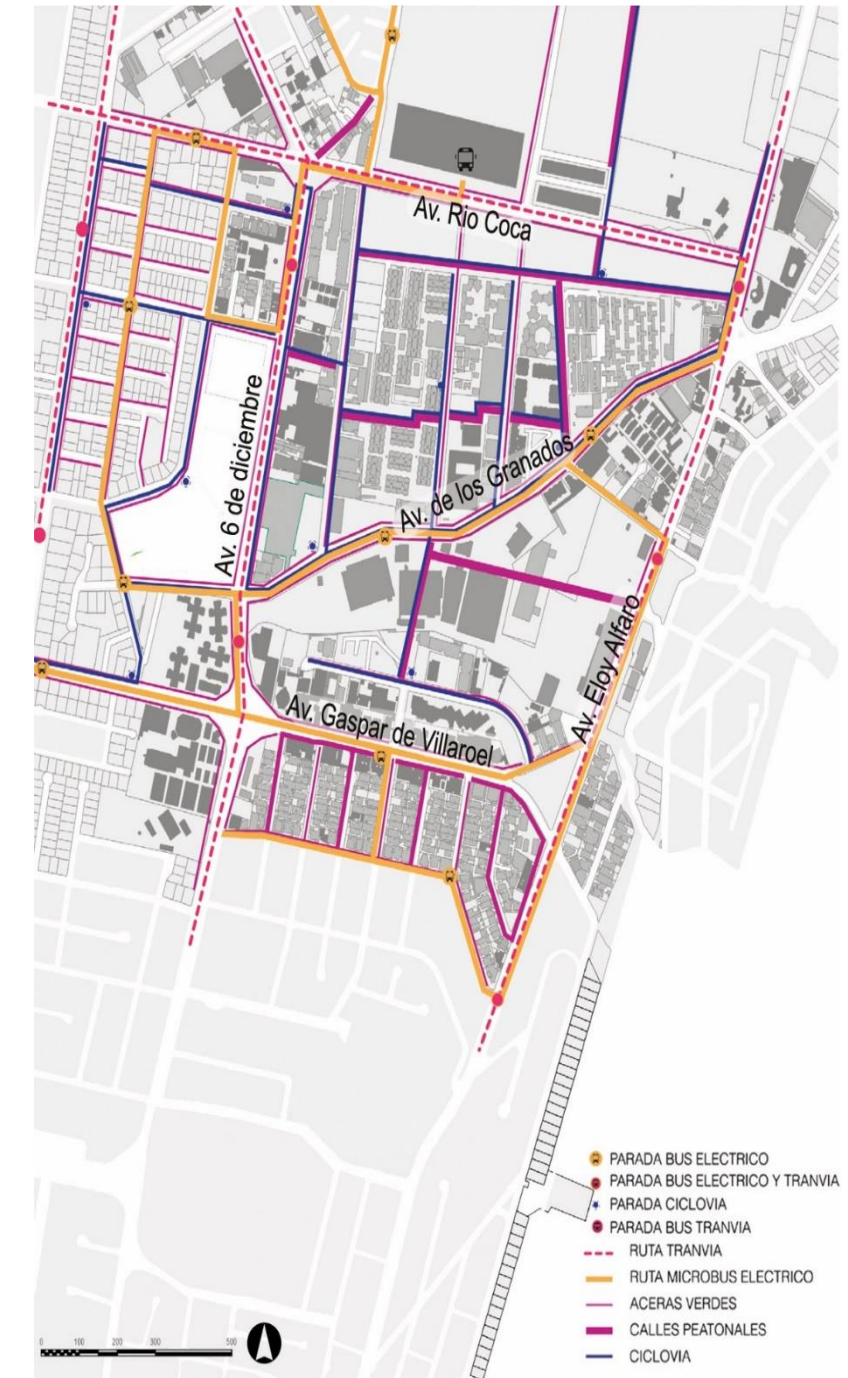 Av. Rio Coca
Av. 6 de diciembre
Av. de los Granados
Av. Eloy Alfaro
Av. Gaspar de Villaroel
PARADA BUS ELECTRICO
PARADA BUS ELECTRICO Y TRANVIA
PARADA CICLOVIA
PARADA BUS TRANVIA
RUTA TRANVIA
RUTA MICROBUS ELECTRICO
ACERAS VERDES
CALLES PEATONALES
CICLOVIA
0 100 200 300 500